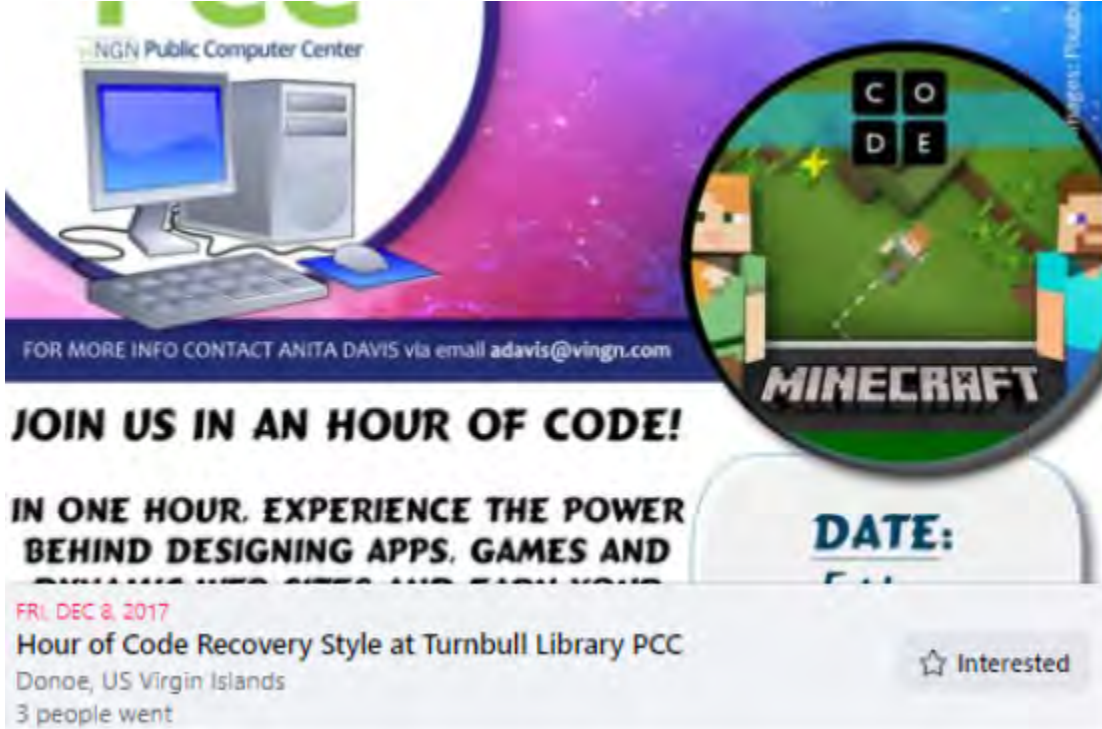 PCC
viNGN Public Computer Center
CODE
MINECRAFT
FOR MORE INFO CONTACT ANITA DAVIS via email adavis@vingn.com
JOIN US IN AN HOUR OF CODE!
IN ONE HOUR. EXPERIENCE THE POWER
BEHIND DESIGNING APPS. GAMES AND
DATE:
FRI, DEC 8, 2017
Hour of Code Recovery Style at Turnbull Library PCC
Donoe, US Virgin Islands
3 people went
Interested